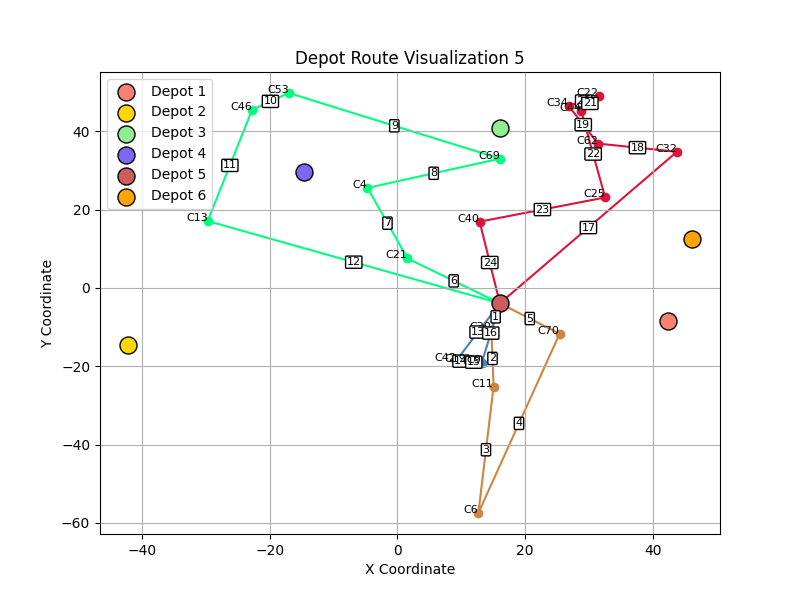 Depot Route Visualization 5
Depot 1
Depot 2
Depot 3
Depot 4
Depot 5
Depot 6
Y Coordinate
40
20
0
−20
−40
−60
−40
−20
0
20
40
X Coordinate
C53
C46
10
9
11
C69
8
C4
C13
7
C21
12
6
C22
C34
21
19
C62
18
C32
22
C25
C40
23
17
24
1
5
13
16
C70
C42
15
2
C11
4
3
C6